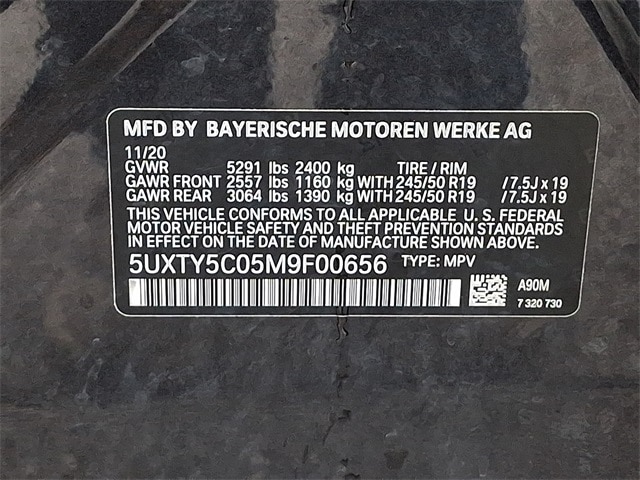 MFD BY BAYERISCHE MOTOREN WERKE AG
11/20
GVWR 5291 lbs 2400 kg TIRE / RIM
GAWR FRONT 2557 lbs 1160 kg WITH 245/50 R19 / 7.5J x 19
GAWR REAR 3064 lbs 1390 kg WITH 245/50 R19 / 7.5J x 19
THIS VEHICLE CONFORMS TO ALL APPLICABLE U. S. FEDERAL
MOTOR VEHICLE SAFETY AND THEFT PREVENTION STANDARDS
IN EFFECT ON THE DATE OF MANUFACTURE SHOWN ABOVE.
5UXTY5C05M9F00656 TYPE: MPV
A90M
7 320 730